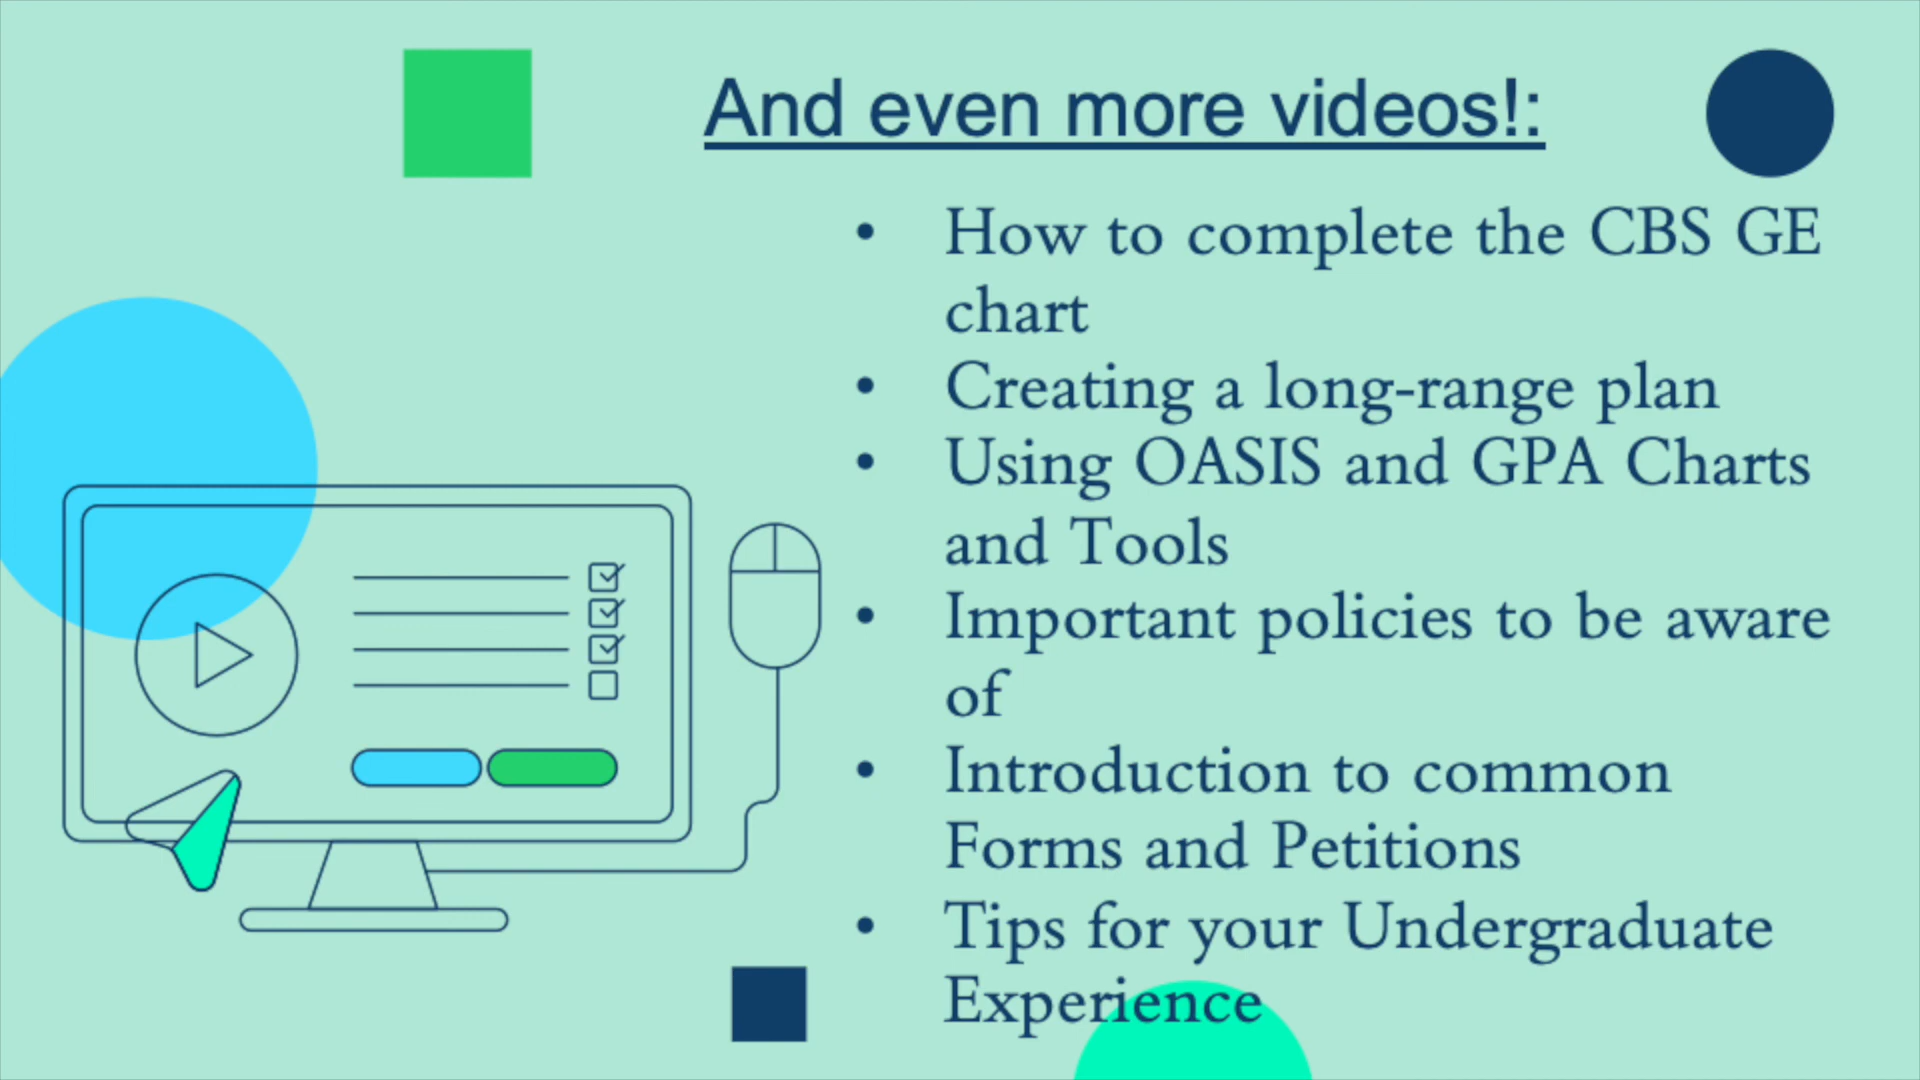 And even more videos!:
• How to complete the CBS GE
chart
• Creating a long-range plan
• Using OASIS and GPA Charts
and Tools
• Important policies to be aware
of
• Introduction to common
Forms and Petitions
• Tips for your Undergraduate
Experience